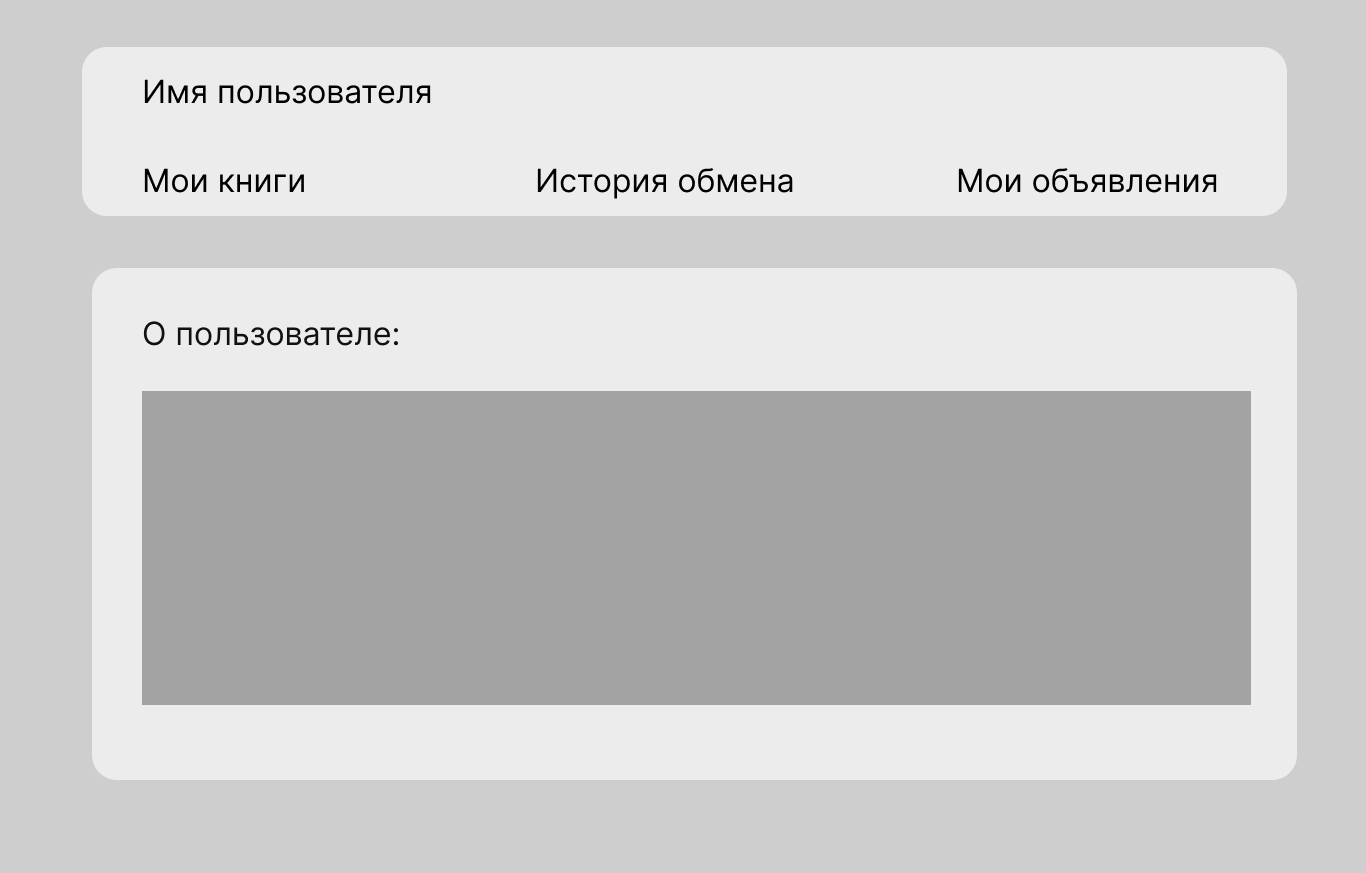 Имя пользователя
Мои книги История обмена Мои объявления
О пользователе: